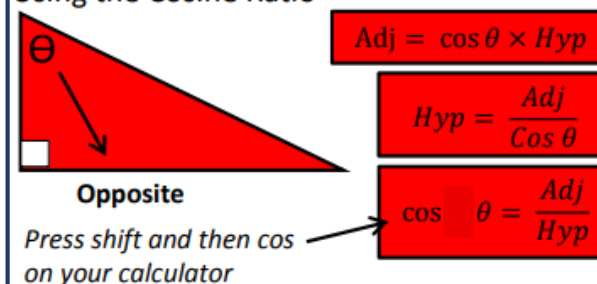 Using the Cosine Ratio
Θ
Adj = cos θ × Hyp
Hyp = Adj / Cos θ
Opposite
cos θ = Adj / Hyp
Press shift and then cos
on your calculator